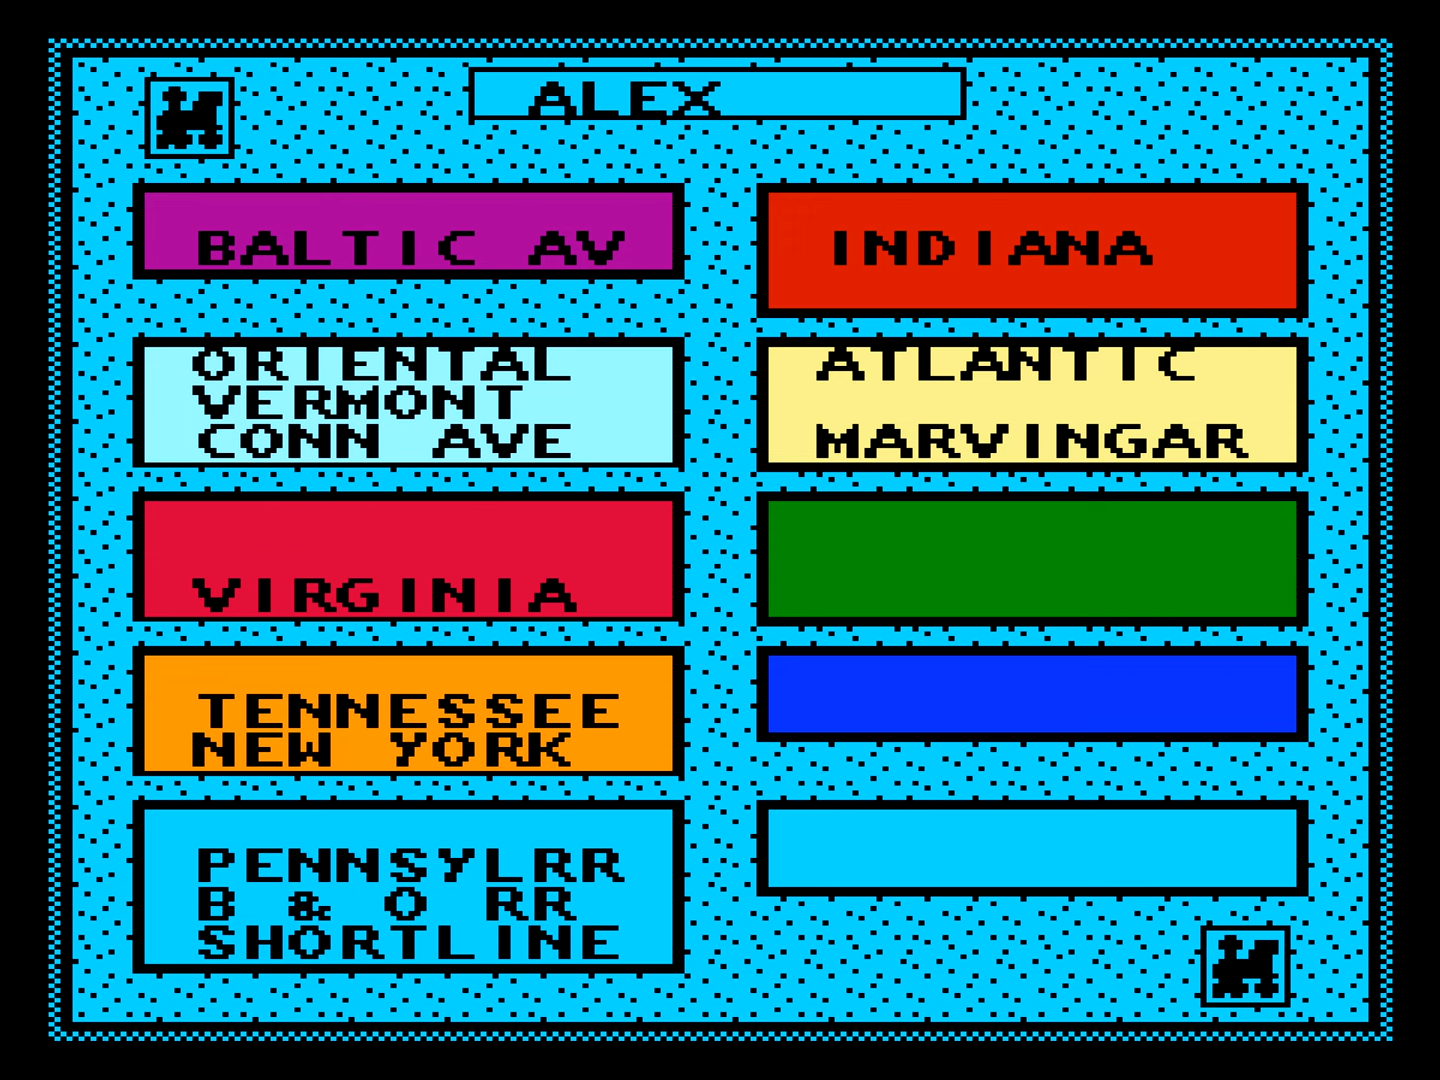 ALEX
BALTIC AV
ORIENTAL
VERMONT
CONN AVE
VIRGINIA
TENNESSEE
NEW YORK
PENNSYLRR
B & O RR
SHORTLINE
INDIANA
ATLANTIC
MARVINGAR